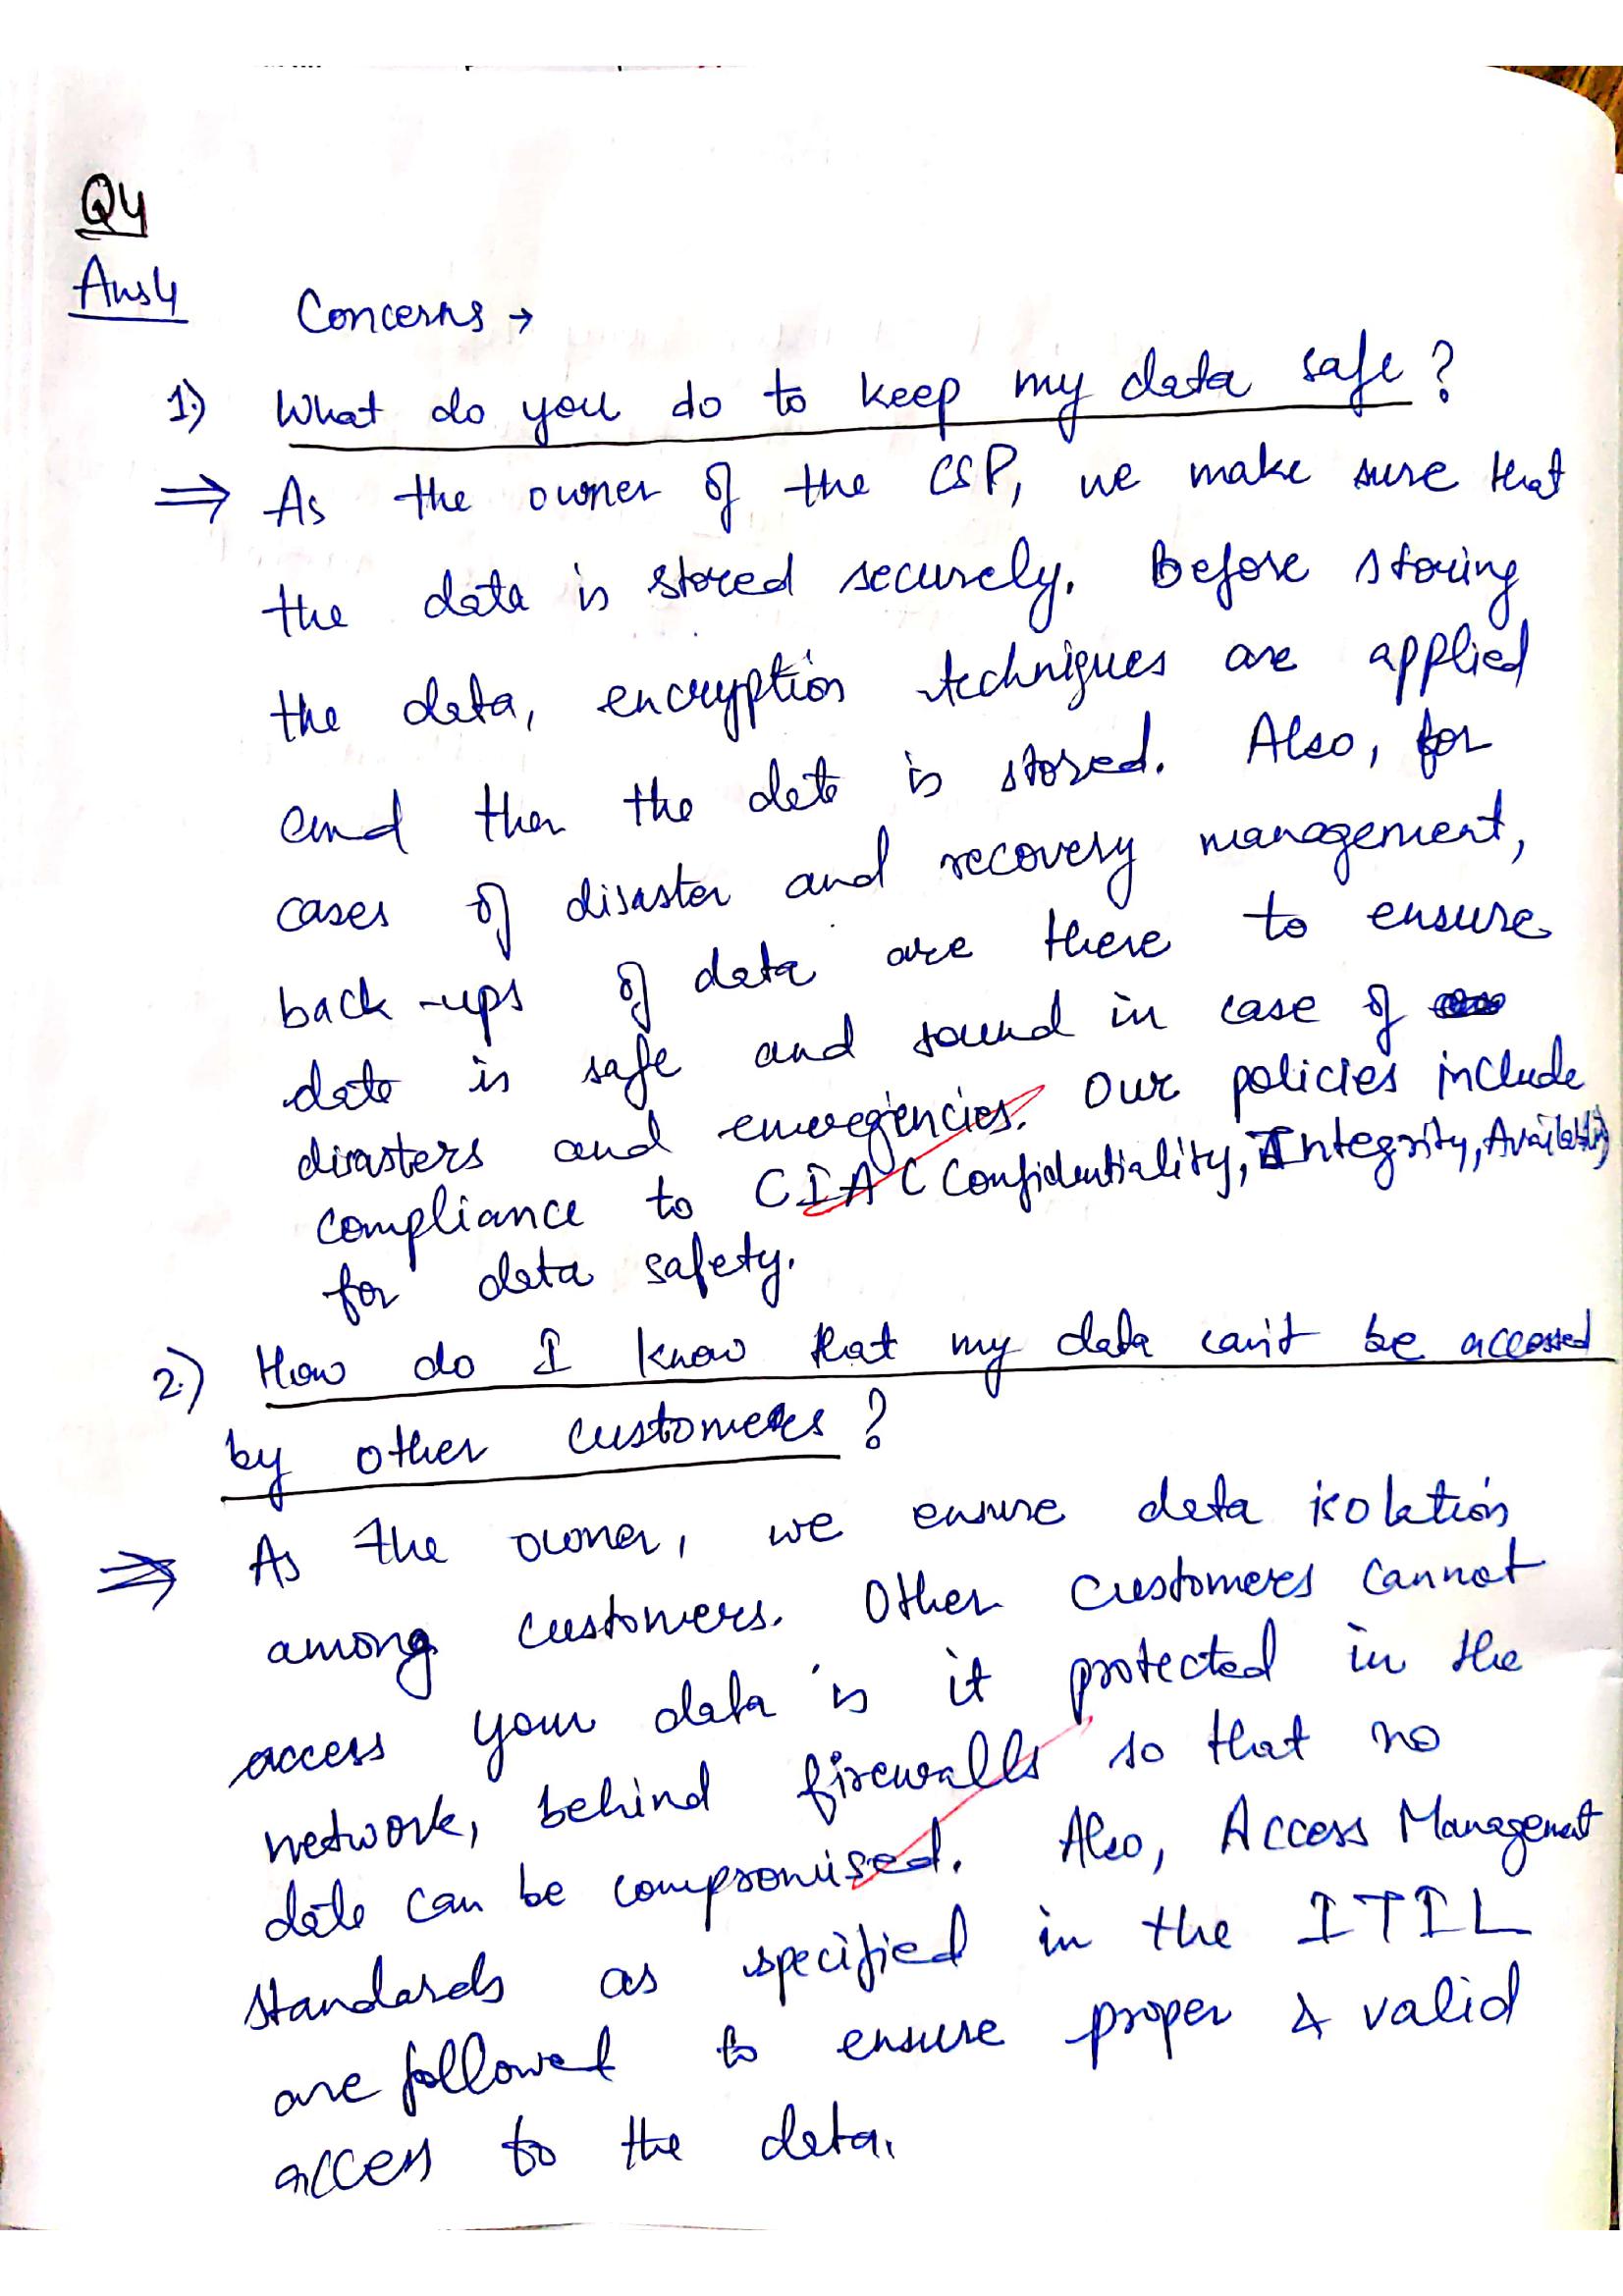 Q4
Ans4
Concerns →
1.) What do you do to keep my data safe?
⇒ As the owner of the CSP, we make sure that
the data is stored securely. Before storing
the data, encryption techniques are applied
and then the data is stored. Also, for
cases of disaster and recovery management,
back-ups of data are there to ensure
data is safe and sound in case of
disasters and emergencies. Our policies include
compliance to CIA ( Confidentiality, Integrity, Availability)
for data safety.
2.) How do I know that my data can't be accessed
by other customers?
⇒ As the owner, we ensure data isolation
among customers. Other customers cannot
access your data is it protected in the
network, behind firewalls so that no
data can be compromised. Also, Access Management
standards as specified in the ITIL
are followed to ensure proper & valid
access to the data.